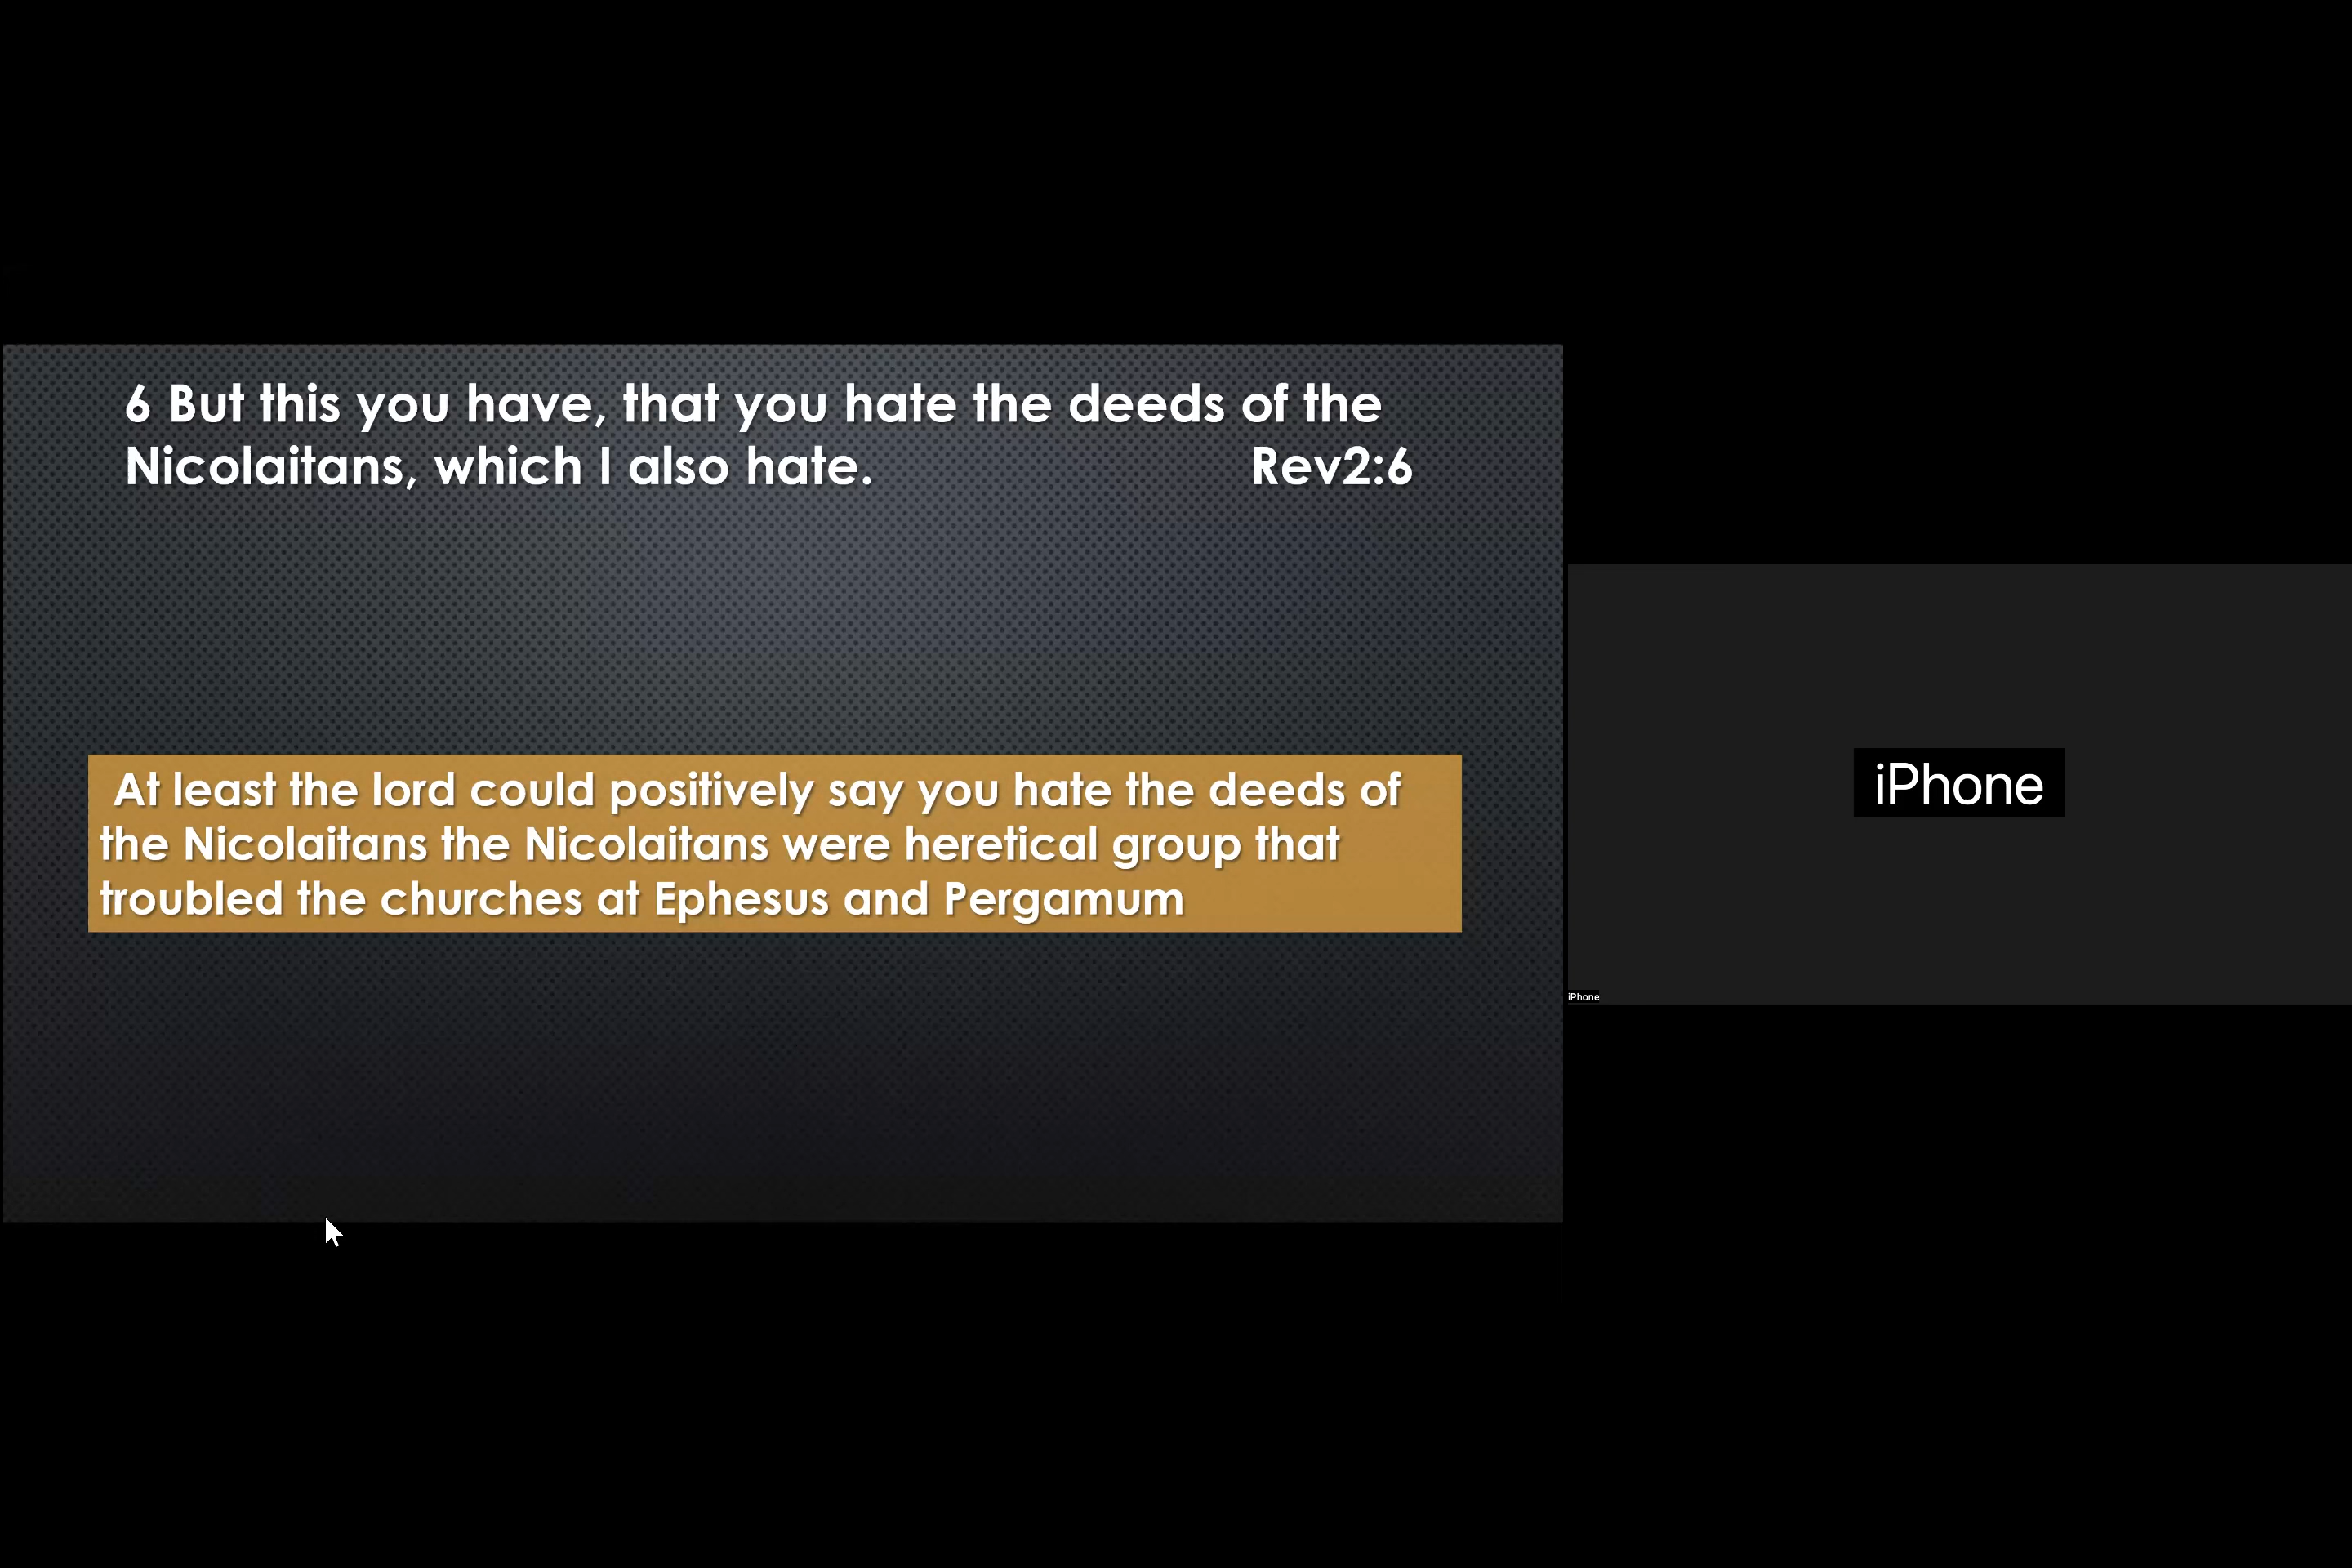 6 But this you have, that you hate the deeds of the
Nicolaitans, which I also hate. Rev2:6
At least the lord could positively say you hate the deeds of
the Nicolaitans the Nicolaitans were heretical group that
troubled the churches at Ephesus and Pergamum
iPhone
iPhone